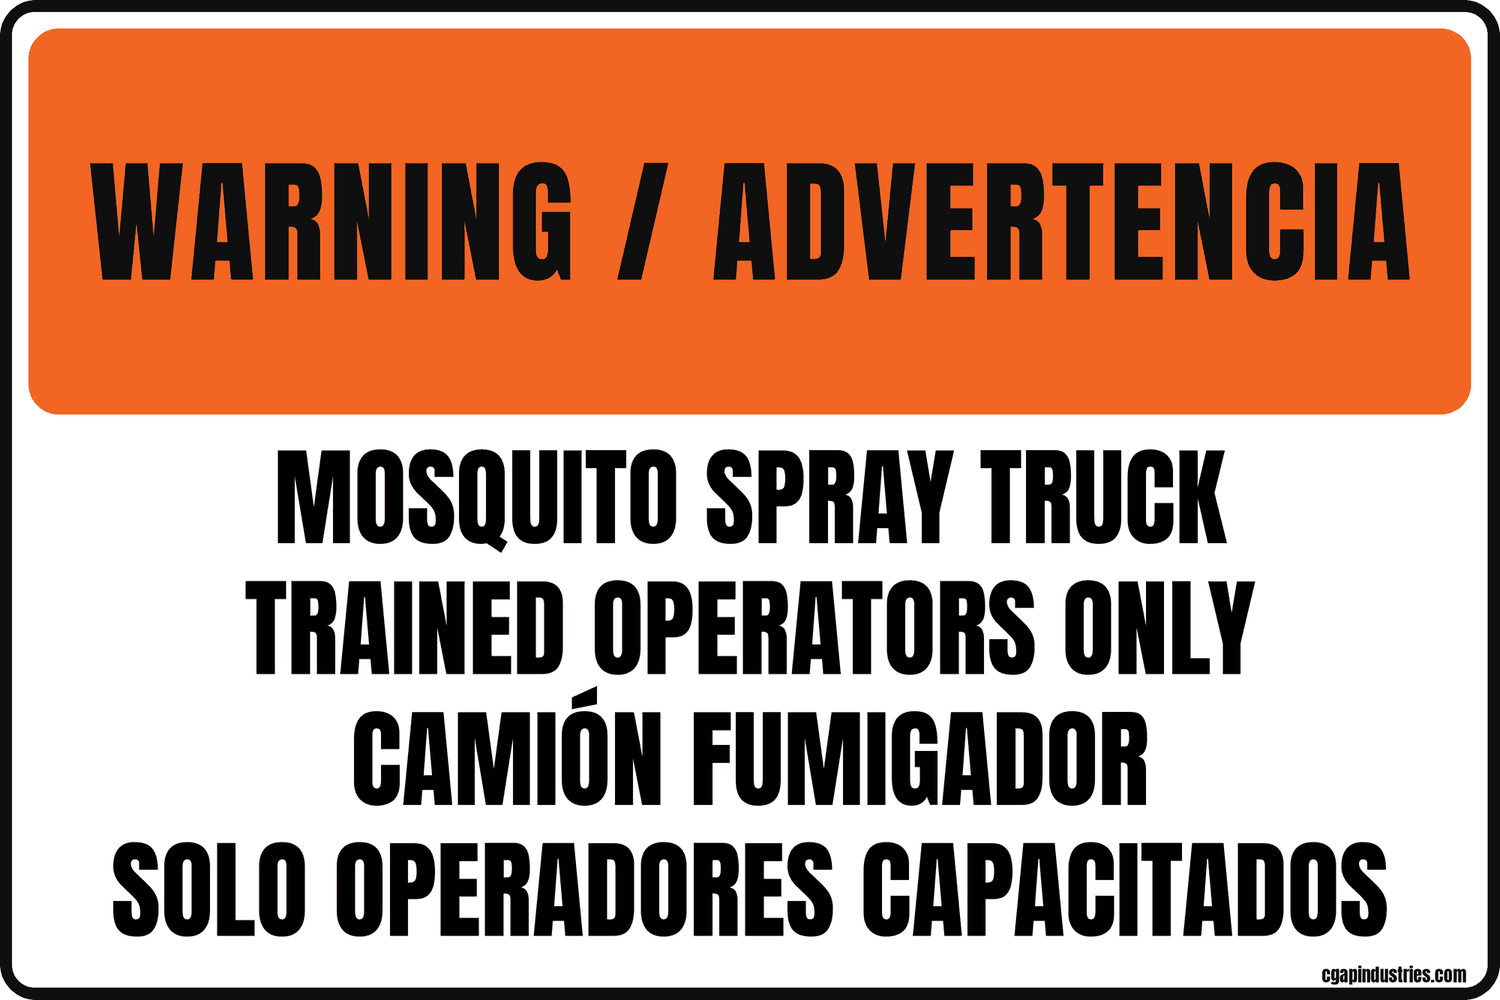 WARNING / ADVERTENCIA
MOSQUITO SPRAY TRUCK
TRAINED OPERATORS ONLY
CAMIÓN FUMIGADOR
SOLO OPERADORES CAPACITADOS
cgapindustries.com